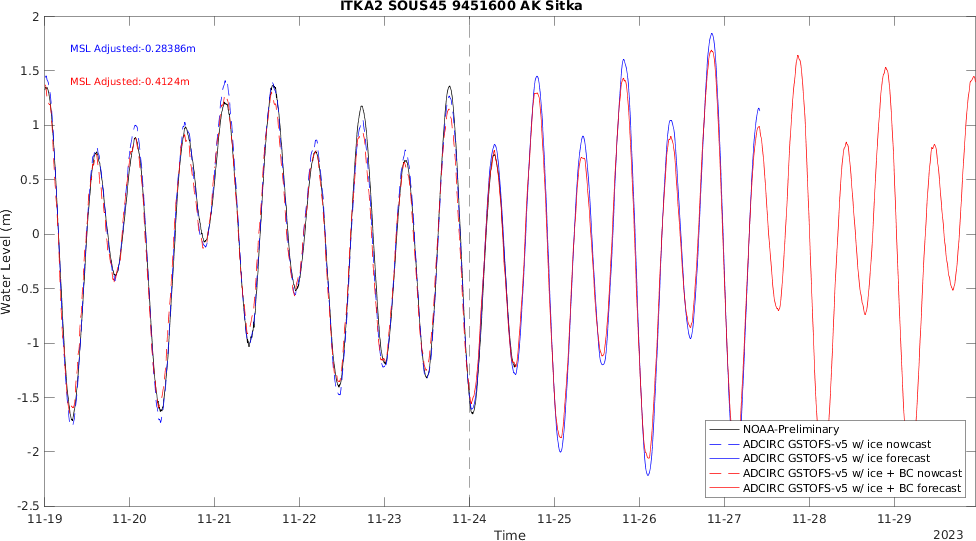 ITKA2 SOUS45 9451600 AK Sitka
MSL Adjusted:-0.28386m
MSL Adjusted:-0.4124m
Water Level (m)
2
1.5
1
0.5
0
-0.5
-1
-1.5
-2
-2.5
NOAA-Preliminary
ADCIRC GSTOFS-v5 w/ ice nowcast
ADCIRC GSTOFS-v5 w/ ice forecast
ADCIRC GSTOFS-v5 w/ ice + BC nowcast
ADCIRC GSTOFS-v5 w/ ice + BC forecast
11-19 11-20 11-21 11-22 11-23 11-24 11-25 11-26 11-27 11-28 11-29
Time
2023